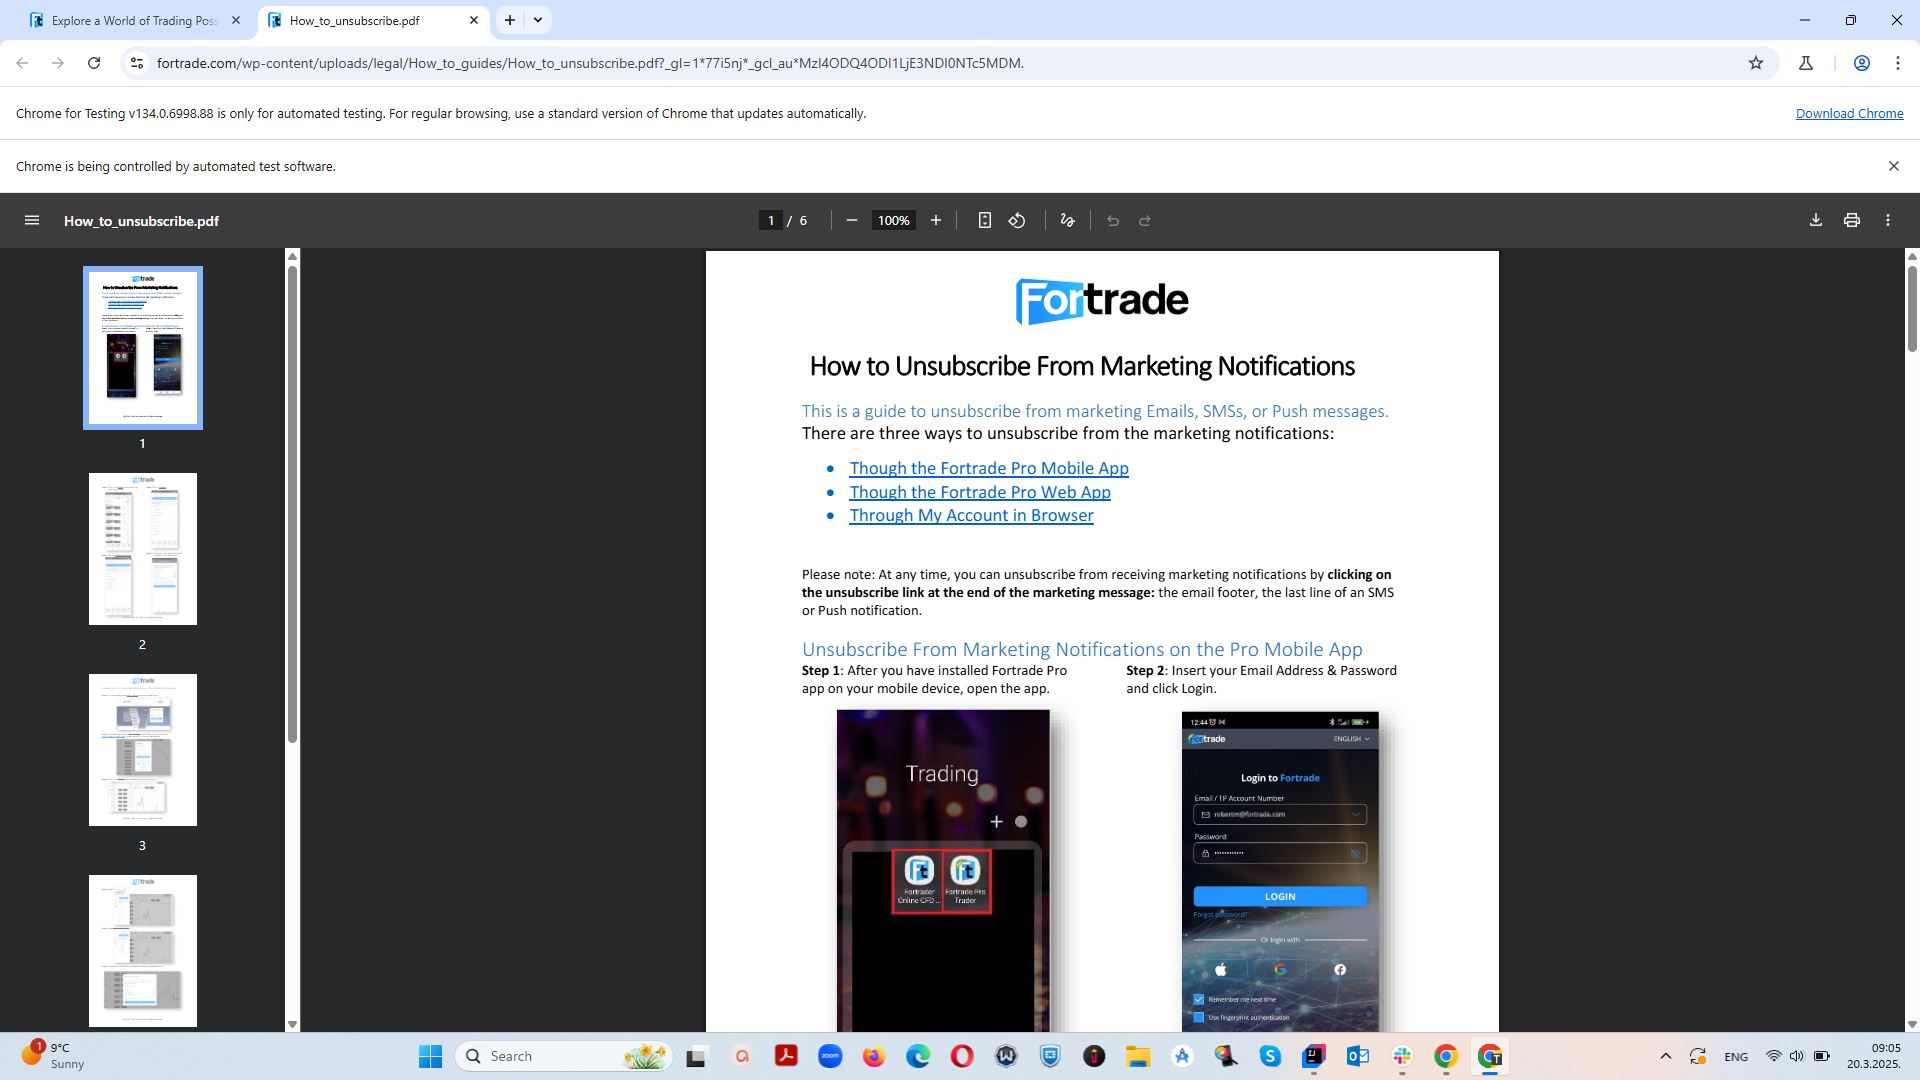 Explore a World of Trading Poss
How_to_unsubscribe.pdf
fortrade.com/wp-content/uploads/legal/How_to_guides/How_to_unsubscribe.pdf?_gl=1*77i5nj*_gcl_au*MzI4ODQ4ODI1LjE3NDI0NTc5MDM.
Chrome for Testing v134.0.6998.88 is only for automated testing. For regular browsing, use a standard version of Chrome that updates automatically.
Download Chrome
Chrome is being controlled by automated test software.
How_to_unsubscribe.pdf
1 / 6
100%
1
2
3
Fortrade
How to Unsubscribe From Marketing Notifications
This is a guide to unsubscribe from marketing Emails, SMSs, or Push messages.
There are three ways to unsubscribe from the marketing notifications:
• Though the Fortrade Pro Mobile App
• Though the Fortrade Pro Web App
• Through My Account in Browser
Please note: At any time, you can unsubscribe from receiving marketing notifications by clicking on
the unsubscribe link at the end of the marketing message: the email footer, the last line of an SMS
or Push notification.
Unsubscribe From Marketing Notifications on the Pro Mobile App
Step 1: After you have installed Fortrade Pro
app on your mobile device, open the app.
Step 2: Insert your Email Address & Password
and click Login.
Trading
Fortrader
Online CFD ...
Fortrade Pro
Trader
12:44
Fortrade
ENGLISH
Login to Fortrade
Email / TP Account Number
robertm@fortrade.com
Password
LOGIN
Forgot password?
Or login with
Remember me next time
Use fingerprint authentication
1
9°C
Sunny
Search
zoom
ENG
09:05
20.3.2025.